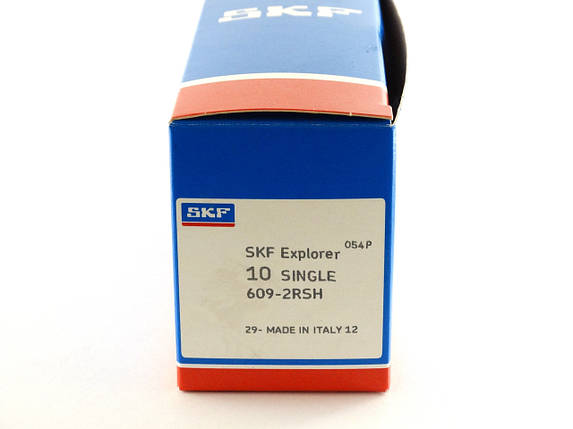 SKF
SKF
054P
SKF Explorer
10 SINGLE
609-2RSH
29- MADE IN ITALY 12